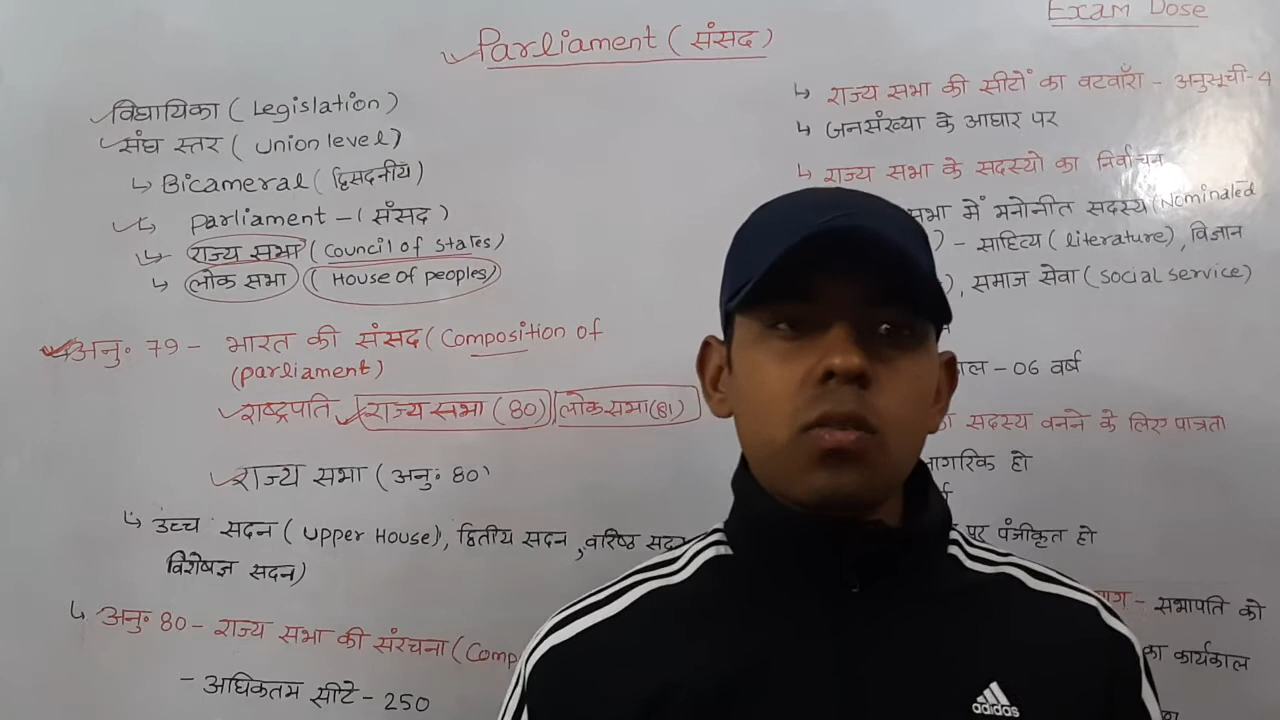 Exam Dose
Parliament (संसद)
विधायिका (Legislation)
संघ स्तर (Union level)
↳ Bicameral (द्विसदनीय)
↳ Parliament - (संसद)
↳ राज्य सभा (Council of States)
↳ लोक सभा (House of peoples)
अनु॰ 79 - भारत की संसद (Composition of
(parliament)
राष्ट्रपति राज्य सभा (80) लोकसभा (81)
राज्य सभा (अनु॰ 80)
↳ उच्च सदन (Upper House), द्वितीय सदन, वरिष्ठ सदन
विशेषज्ञ सदन)
↳ अनु॰ 80 - राज्य सभा की संरचना (Comp
- अधिकतम सीटे - 250
↳ राज्य सभा की सीटों का वटवाँरा - अनुसूची-4
↳ जनसंख्या के आधार पर
↳ राज्य सभा के सदस्यो का निर्वाचन
सभा में मनोनीत सदस्य (Nominated
) - साहित्य (literature), विज्ञान
), समाज सेवा (social service)
- 06 वर्ष
सदस्य वनने के लिए पात्रता
नागरिक हो
पर पंजीकृत हो
- सभापति को
का कार्यकाल
adidas